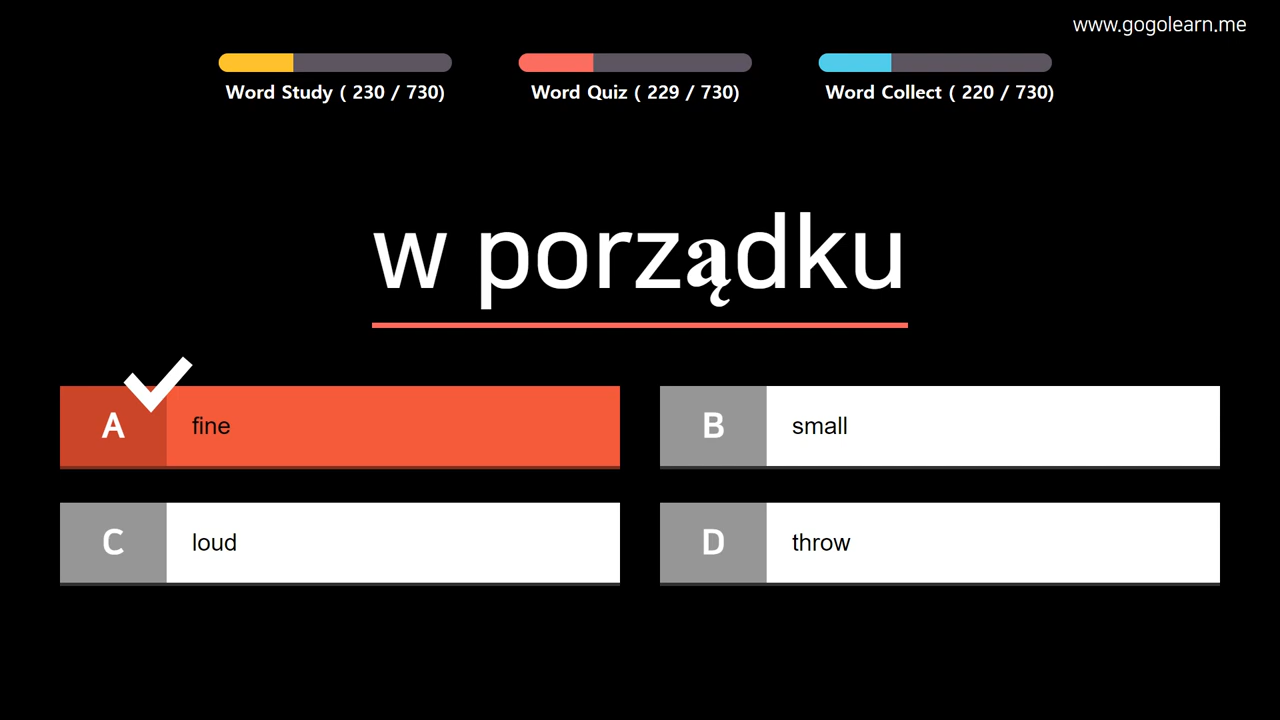 www.gogolearn.me
Word Study ( 230 / 730)
Word Quiz ( 229 / 730)
Word Collect ( 220 / 730)
w porządku
A fine
B small
C loud
D throw